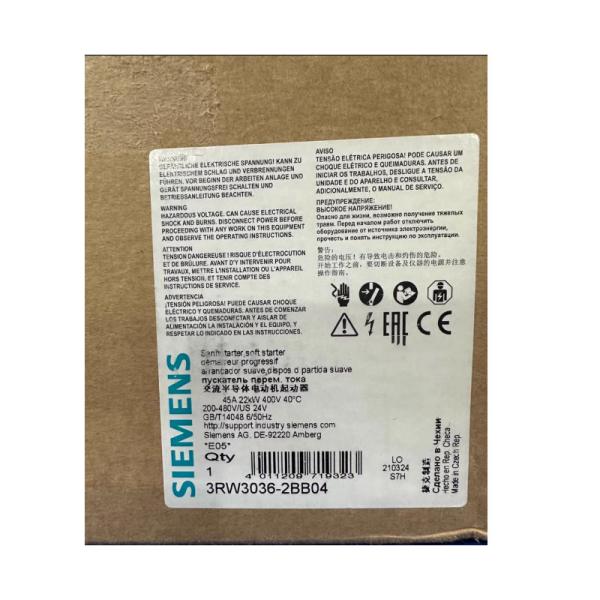 WARNUNG
GEFÄHRLICHE ELEKTRISCHE SPANNUNG! KANN ZU
ELEKTRISCHEM SCHLAG UND VERBRENNUNGEN
FÜHREN. VOR BEGINN DER ARBEITEN ANLAGE UND
GERÄT SPANNUNGSFREI SCHALTEN UND
BETRIEBSANLEITUNG BEACHTEN.
WARNING
HAZARDOUS VOLTAGE. CAN CAUSE ELECTRICAL
SHOCK AND BURNS. DISCONNECT POWER BEFORE
PROCEEDING WITH ANY WORK ON THIS EQUIPMENT
AND OBSERVE THE OPERATING INSTRUCTIONS.
ATTENTION
TENSION DANGEREUSE ! RISQUE D'ÉLECTROCUTION
ET DE BRÛLURE. AVANT D'Y INTERVENIR POUR
TRAVAUX, METTRE L'INSTALLATION OU L'APPAREIL
HORS TENSION, ET TENIR COMPTE DES
INSTRUCTIONS DE SERVICE.
ADVERTENCIA
¡TENSIÓN PELIGROSA! PUEDE CAUSAR CHOQUE
ELÉCTRICO Y QUEMADURAS. ANTES DE COMENZAR
LOS TRABAJOS DESCONECTAR Y AISLAR DE
ALIMENTACIÓN LA INSTALACIÓN Y EL EQUIPO, Y
RESPETAR LO INDICADO EN LAS INSTRUCCIONES.
AVISO
TENSÃO ELÉTRICA PERIGOSA! PODE CAUSAR UM
CHOQUE ELÉTRICO E QUEIMADURAS. ANTES DE
INICIAR OS TRABALHOS, DESLIGUE A TENSÃO DA
UNIDADE E DO APARELHO E CONSULTAR,
ADICIONALMENTE, O MANUAL DE SERVIÇO.
ПРЕДУПРЕЖДЕНИЕ:
ВЫСОКОЕ НАПРЯЖЕНИЕ!
Опасно для жизни, возможно получение тяжелых
травм. Перед началом работ отключить
оборудование от источника электроэнергии,
прочесть и понять инструкцию по эксплуатации.
警告:
危险的电压! 有导致电击和灼伤的危险。
开始工作之前, 要切断设备及仪器的电源并注意
操作指南!
EAC CE
SIEMENS
Sanftstarter,soft starter
démarreur progressif
arrancador suave,dispos.d partida suave
пускатель перем. тока
交流半导体电动机起动器
45A 22kW 400V 40°C
200-480V/US 24V
GB/T14048.6/50Hz
http://support.industry.siemens.com
Siemens AG, DE-92220 Amberg
*E05*
Qty
1
4 011209 719323
LO
210324
S7H
3RW3036-2BB04
捷克制造
Сделано в Чехии
Hecho en Rep. Checa
Made in Czech Rep.